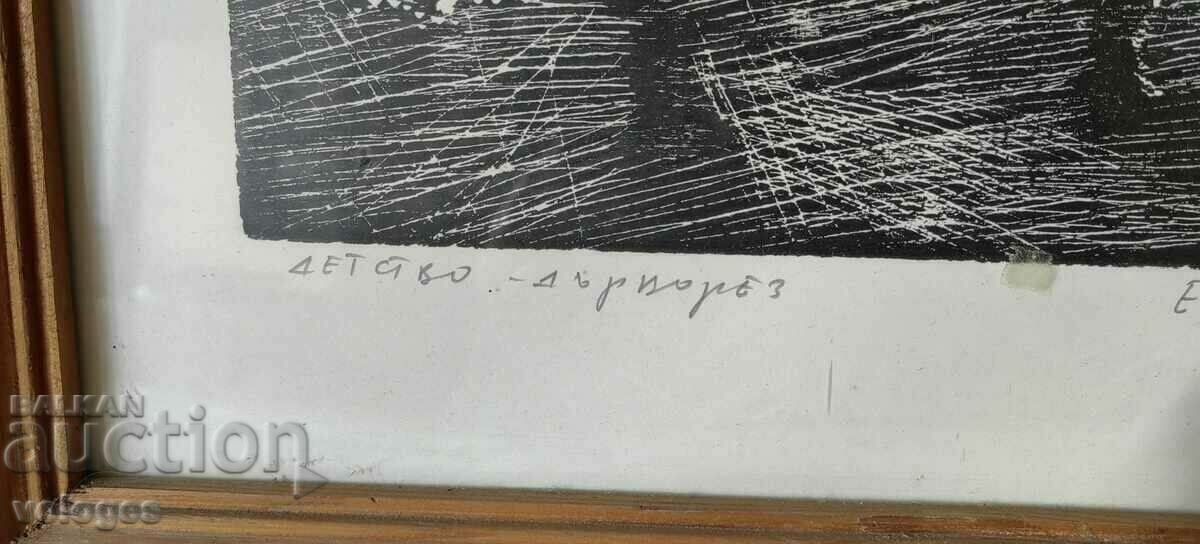 детство - дърворез Е
BALKAN
auction
vologes